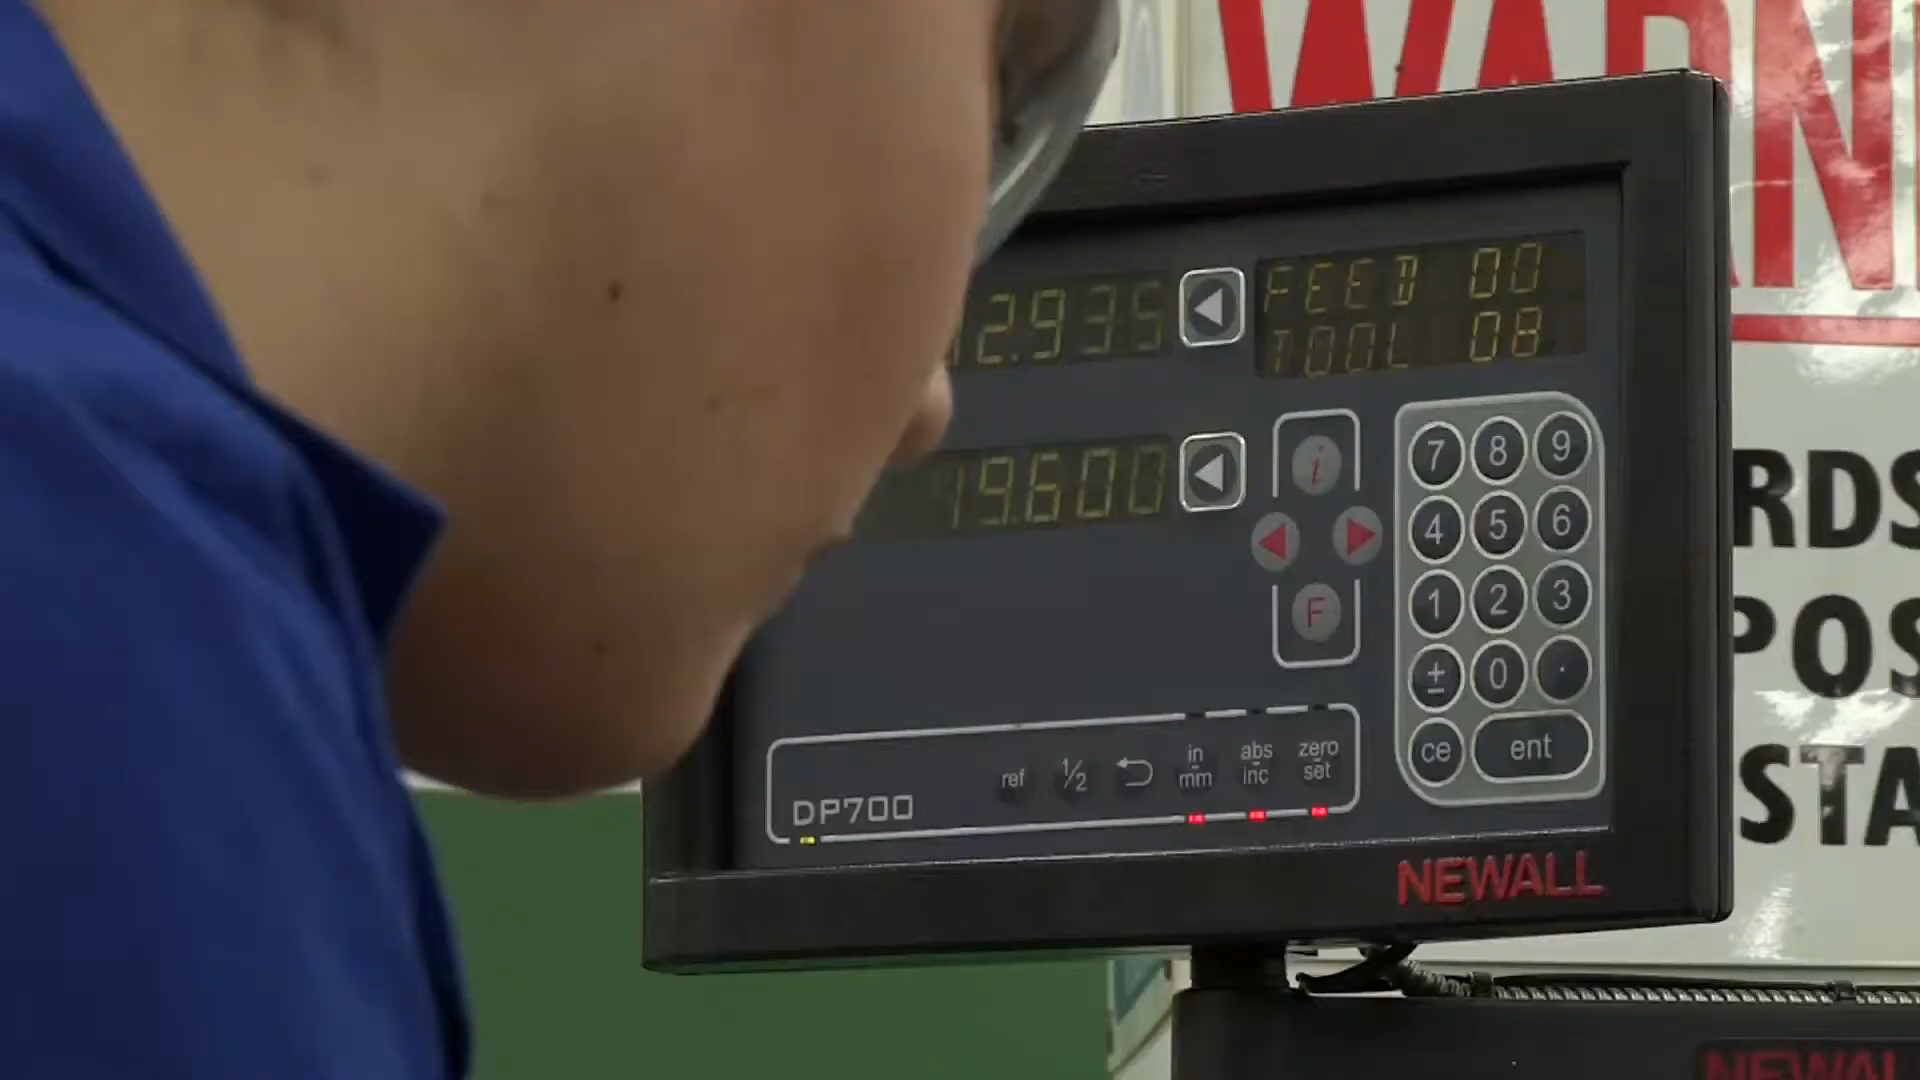 WARN
2.935
FEED 00
TOOL 08
19.600
i
F
7 8 9
4 5 6
1 2 3
± 0 .
ce ent
ref 1/2 in mm abs inc zero set
DP700
NEWALL
RDS
POS
STA
NEWAL